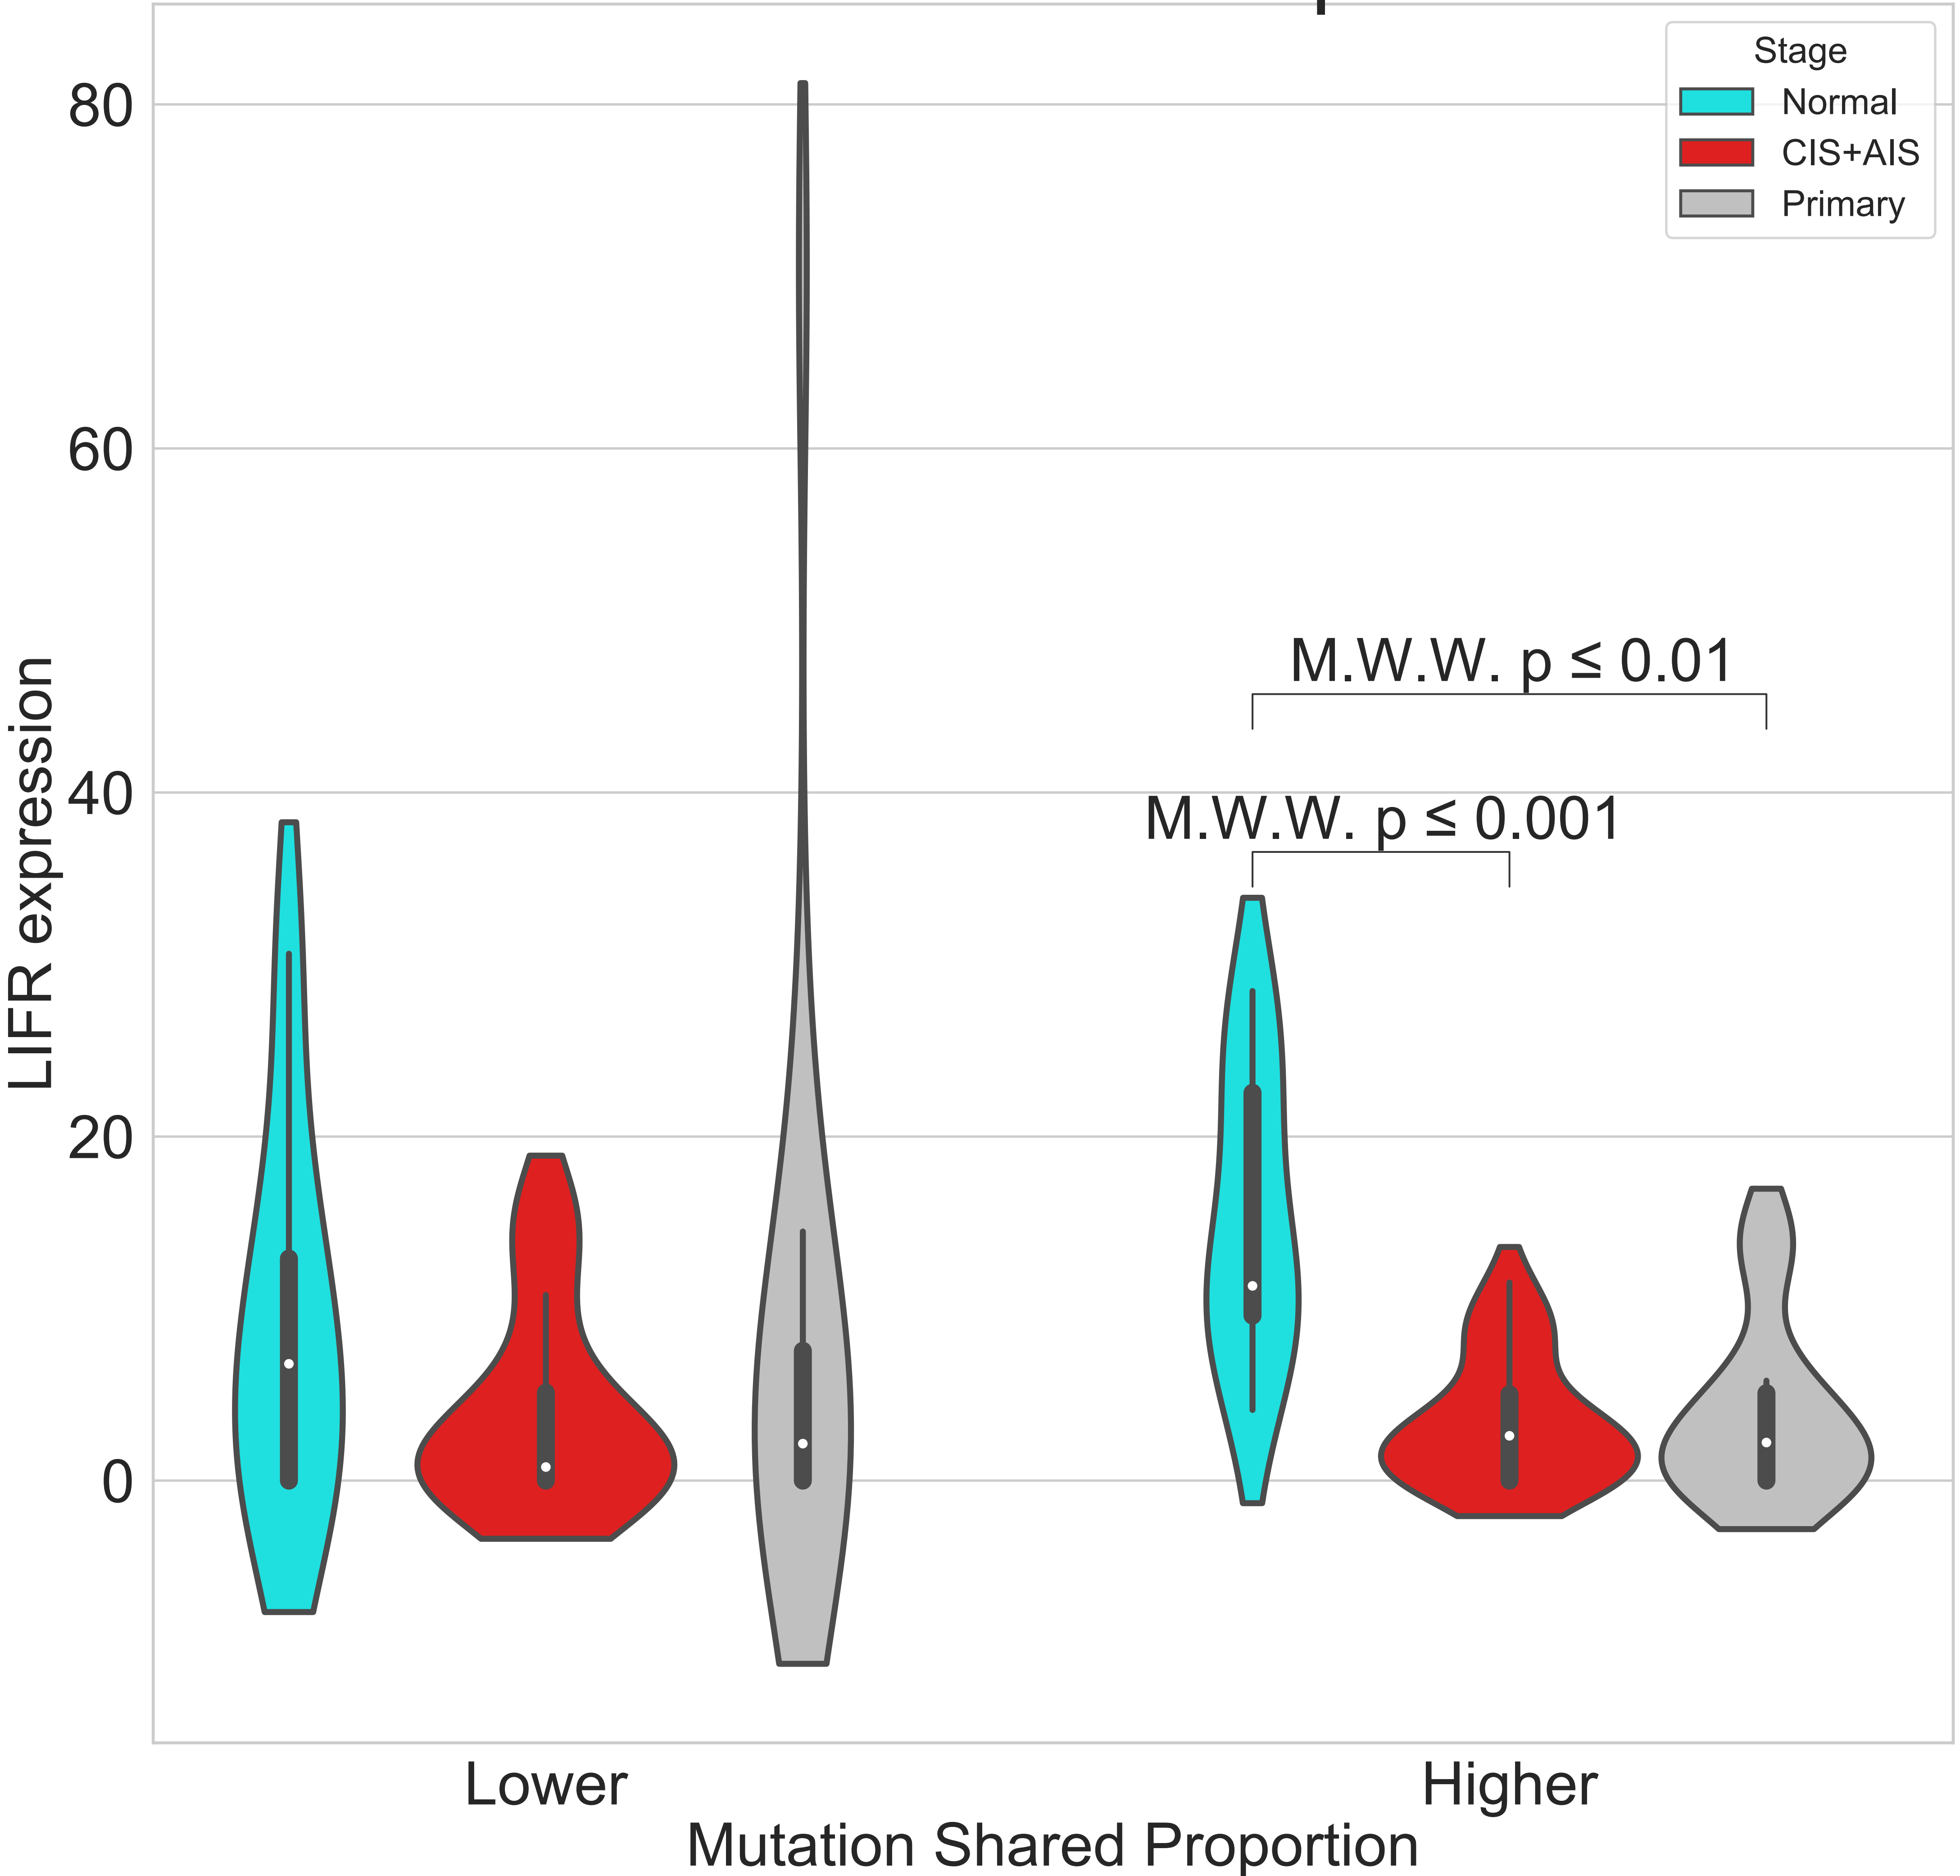 Stage
Normal
CIS+AIS
Primary
80
60
40
20
0
LIFR expression
M.W.W. p ≤ 0.01
M.W.W. p ≤ 0.001
Lower
Higher
Mutation Shared Proportion